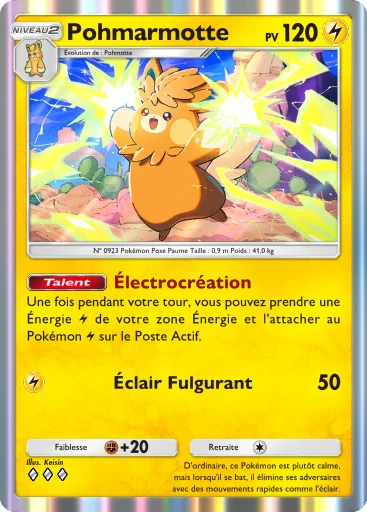 NIVEAU2
Pohmarmotte
PV 120
Évolution de : Pohmotte
N° 0923 Pokémon Pose Paume Taille : 0,9 m Poids : 41,0 kg
Talent Électrocréation
Une fois pendant votre tour, vous pouvez prendre une
Énergie de votre zone Énergie et l'attacher au
Pokémon sur le Poste Actif.
Éclair Fulgurant 50
Faiblesse +20 Retraite
Illus. Keisin
D'ordinaire, ce Pokémon est plutôt calme,
mais lorsqu'il se bat, il élimine ses adversaires
avec des mouvements rapides comme l'éclair.